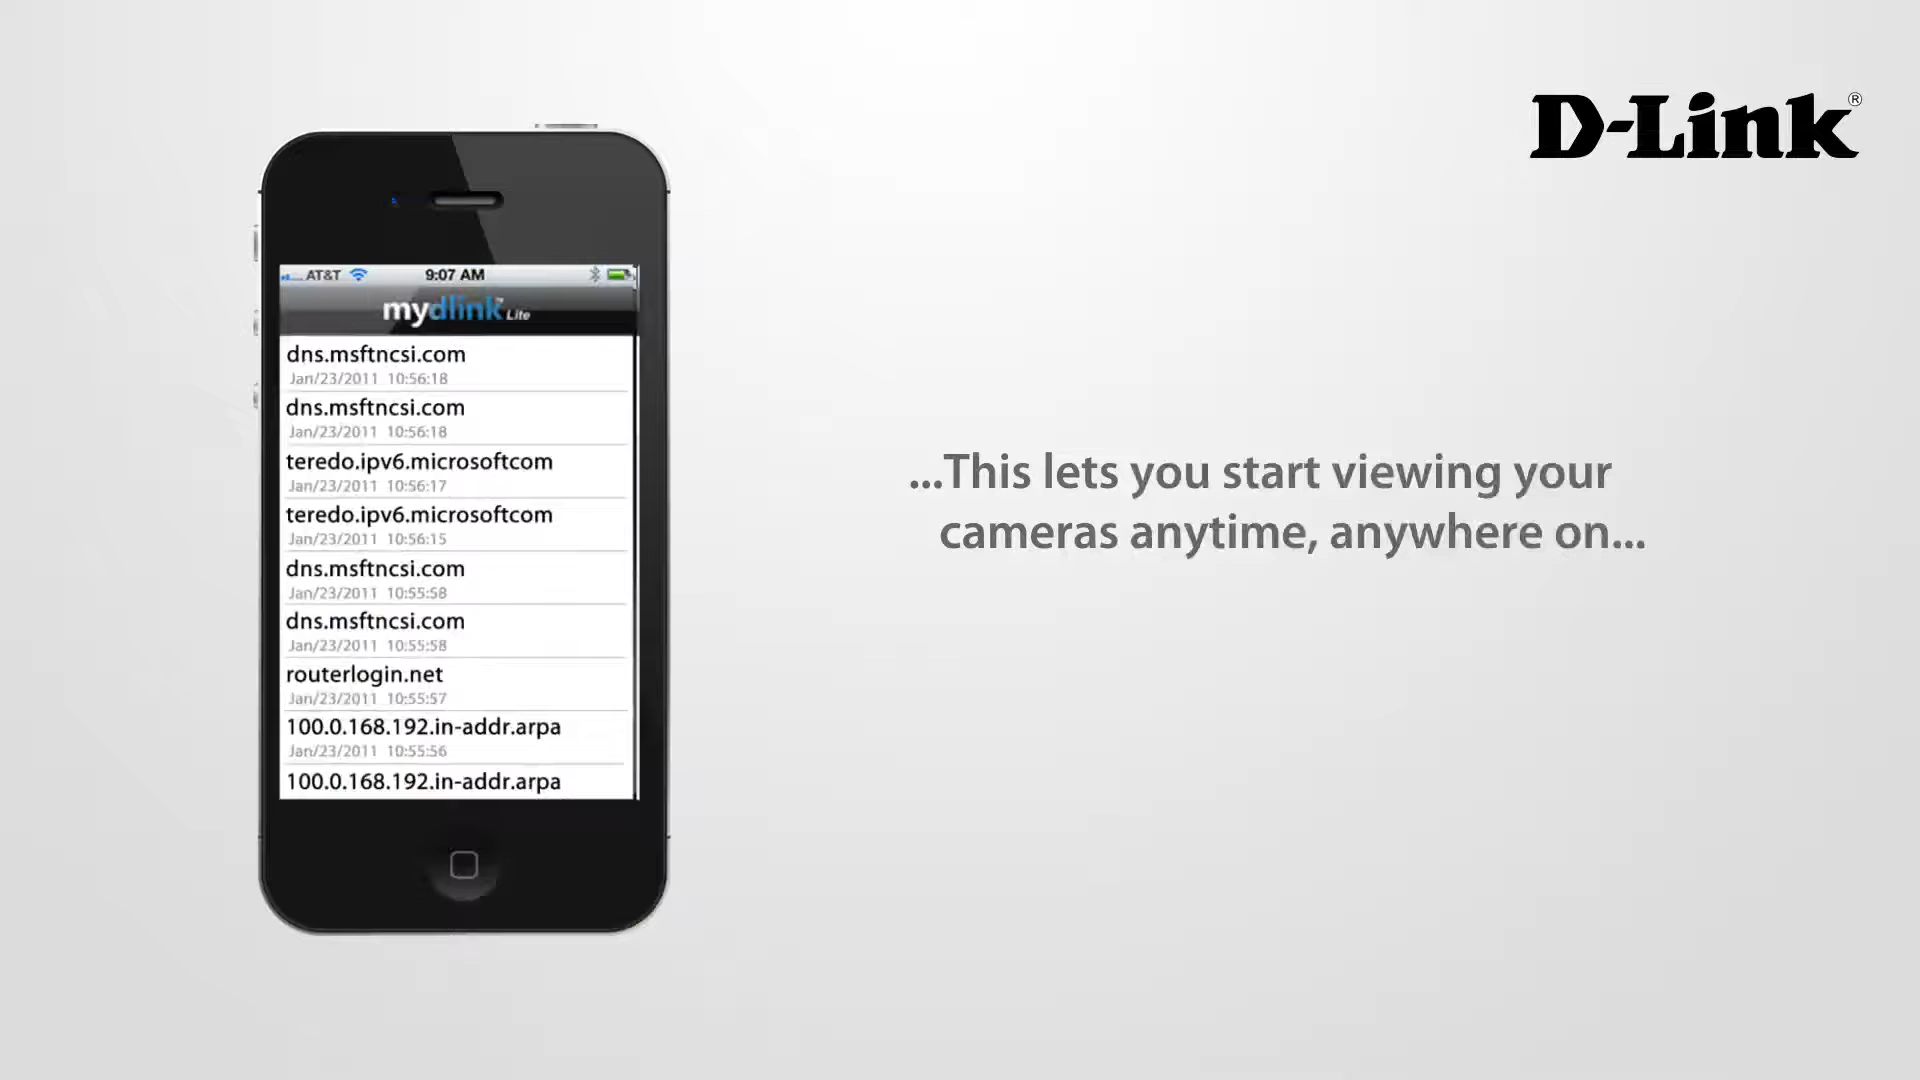 D-Link®
AT&T 9:07 AM
mydlink™ Lite
dns.msftncsi.com
Jan/23/2011 10:56:18
dns.msftncsi.com
Jan/23/2011 10:56:18
teredo.ipv6.microsoftcom
Jan/23/2011 10:56:17
teredo.ipv6.microsoftcom
Jan/23/2011 10:56:15
dns.msftncsi.com
Jan/23/2011 10:55:58
dns.msftncsi.com
Jan/23/2011 10:55:58
routerlogin.net
Jan/23/2011 10:55:57
100.0.168.192.in-addr.arpa
Jan/23/2011 10:55:56
100.0.168.192.in-addr.arpa
...This lets you start viewing your
cameras anytime, anywhere on...